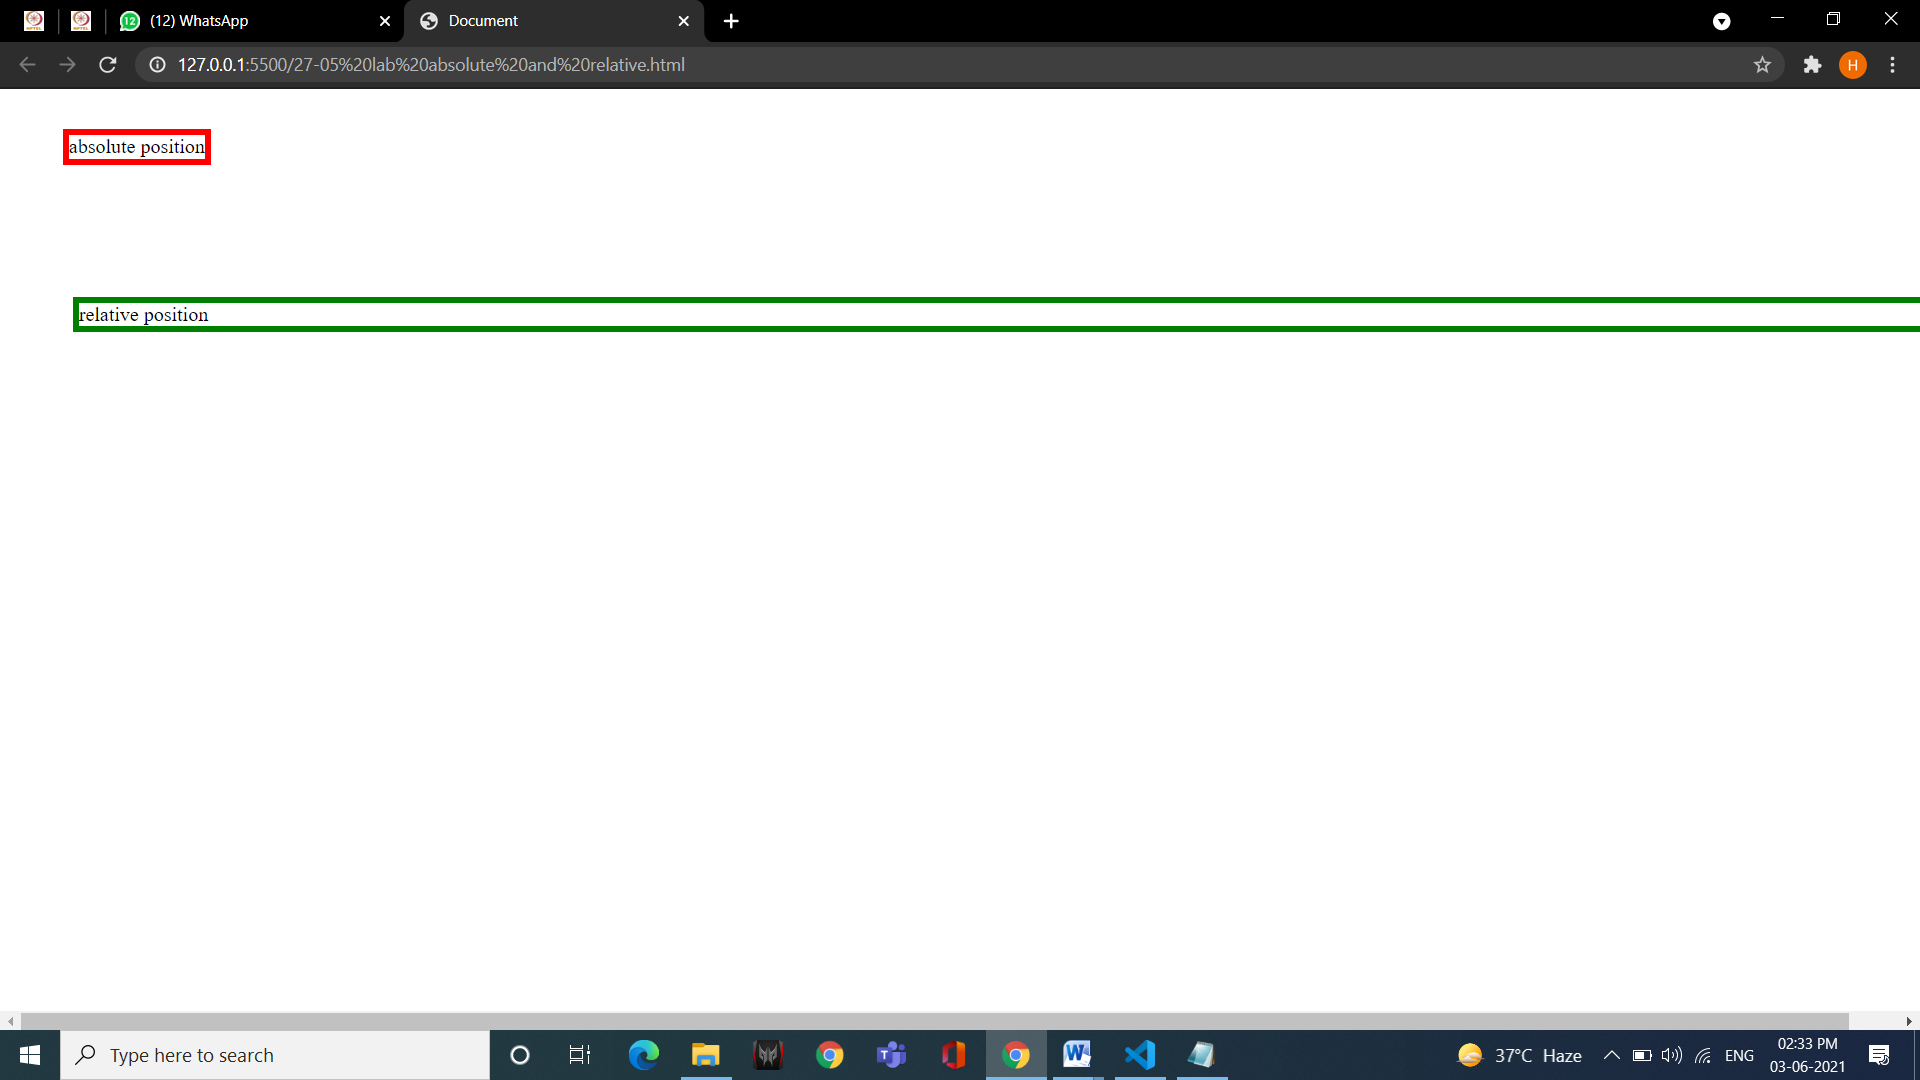 12 (12) WhatsApp
Document
127.0.0.1:5500/27-05%20lab%20absolute%20and%20relative.html
H
absolute position
relative position
Type here to search
37°C Haze
ENG
02:33 PM
03-06-2021